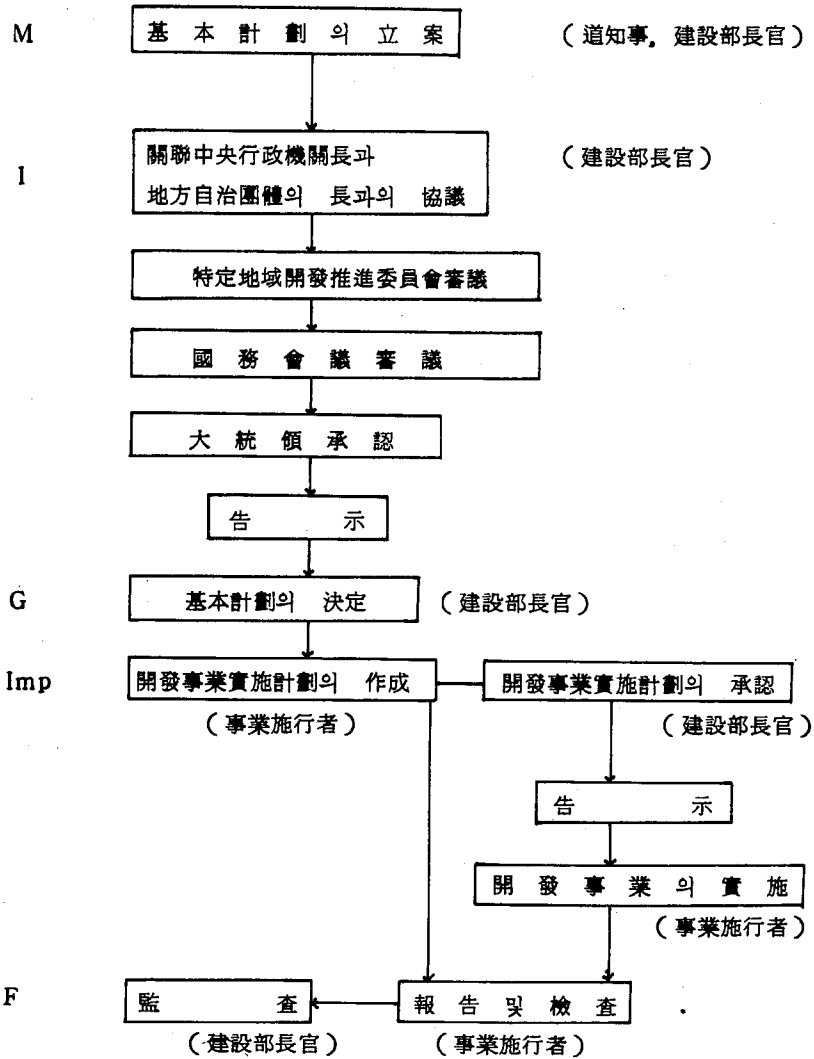 M 基本計劃의 立案 (道知事, 建設部長官)
I 關聯中央行政機關長과 (建設部長官)
地方自治團體의 長과의 協議
特定地域開發推進委員會審議
國務會議審議
大統領承認
告示
G 基本計劃의 決定 (建設部長官)
Imp 開發事業實施計劃의 作成 開發事業實施計劃의 承認
(事業施行者) (建設部長官)
告示
開發事業의 實施
(事業施行者)
F 監査 報告및檢査
(建設部長官) (事業施行者)